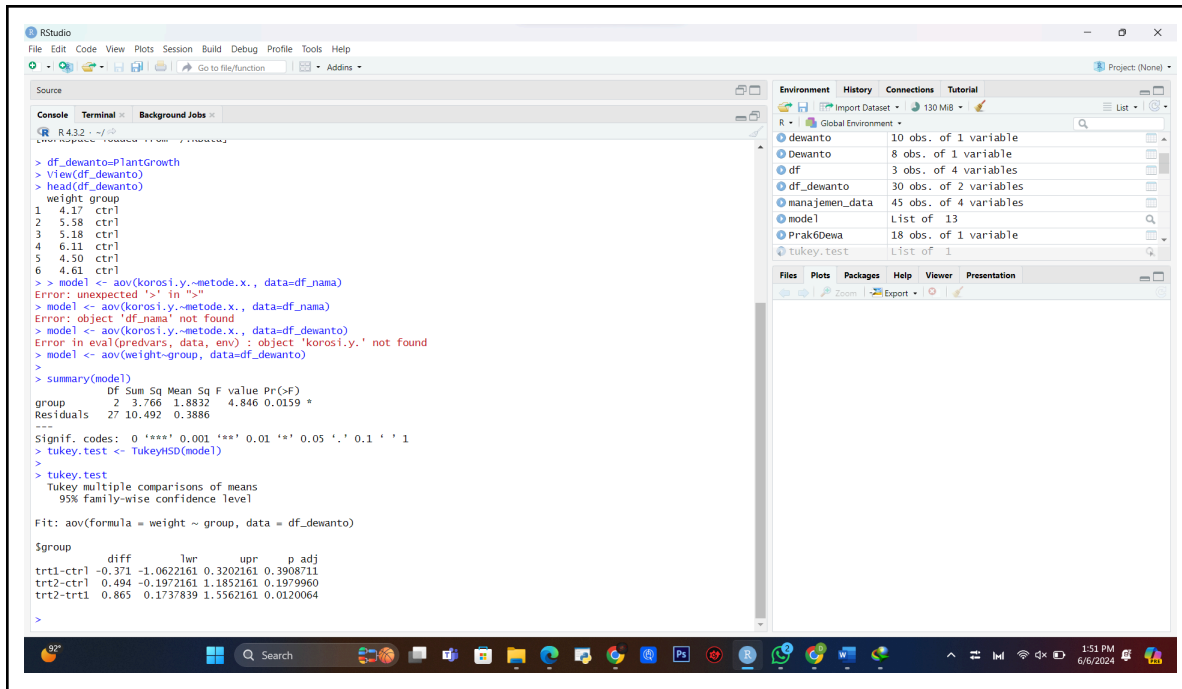 RStudio
File Edit Code View Plots Session Build Debug Profile Tools Help
Go to file/function Addins Project: (None)
Source
Console Terminal Background Jobs
R 4.3.2 · ~/
[Workspace loaded from ~/.RData]
> df_dewanto=PlantGrowth
> View(df_dewanto)
> head(df_dewanto)
  weight group
1   4.17  ctrl
2   5.58  ctrl
3   5.18  ctrl
4   6.11  ctrl
5   4.50  ctrl
6   4.61  ctrl
> > model <- aov(korosi.y.~metode.x., data=df_nama)
Error: unexpected '>' in ">"
> model <- aov(korosi.y.~metode.x., data=df_nama)
Error: object 'df_nama' not found
> model <- aov(korosi.y.~metode.x., data=df_dewanto)
Error in eval(predvars, data, env) : object 'korosi.y.' not found
> model <- aov(weight~group, data=df_dewanto)
>
> summary(model)
            Df Sum Sq Mean Sq F value Pr(>F)
group        2  3.766  1.8832   4.846 0.0159 *
Residuals   27 10.492  0.3886
---
Signif. codes:  0 ‘***’ 0.001 ‘**’ 0.01 ‘*’ 0.05 ‘.’ 0.1 ‘ ’ 1
> tukey.test <- TukeyHSD(model)
>
> tukey.test
  Tukey multiple comparisons of means
    95% family-wise confidence level
Fit: aov(formula = weight ~ group, data = df_dewanto)
$group
            diff        lwr       upr     p adj
trt1-ctrl -0.371 -1.0622161 0.3202161 0.3908711
trt2-ctrl  0.494 -0.1972161 1.1852161 0.1979960
trt2-trt1  0.865  0.1737839 1.5562161 0.0120064
>
Environment History Connections Tutorial
Import Dataset 130 MiB List
R Global Environment
dewanto 10 obs. of 1 variable
Dewanto 8 obs. of 1 variable
df 3 obs. of 4 variables
df_dewanto 30 obs. of 2 variables
manajemen_data 45 obs. of 4 variables
model List of 13
Prak6Dewa 18 obs. of 1 variable
tukey.test List of 1
Files Plots Packages Help Viewer Presentation
Zoom Export
92°
Search
Ps
R
2
1:51 PM
6/6/2024